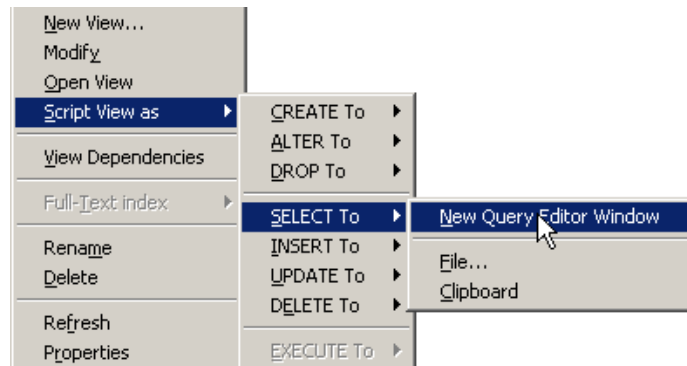 New View...
Modify
Open View
Script View as
View Dependencies
Full-Text index
Rename
Delete
Refresh
Properties
CREATE To
ALTER To
DROP To
SELECT To
INSERT To
UPDATE To
DELETE To
EXECUTE To
New Query Editor Window
File...
Clipboard